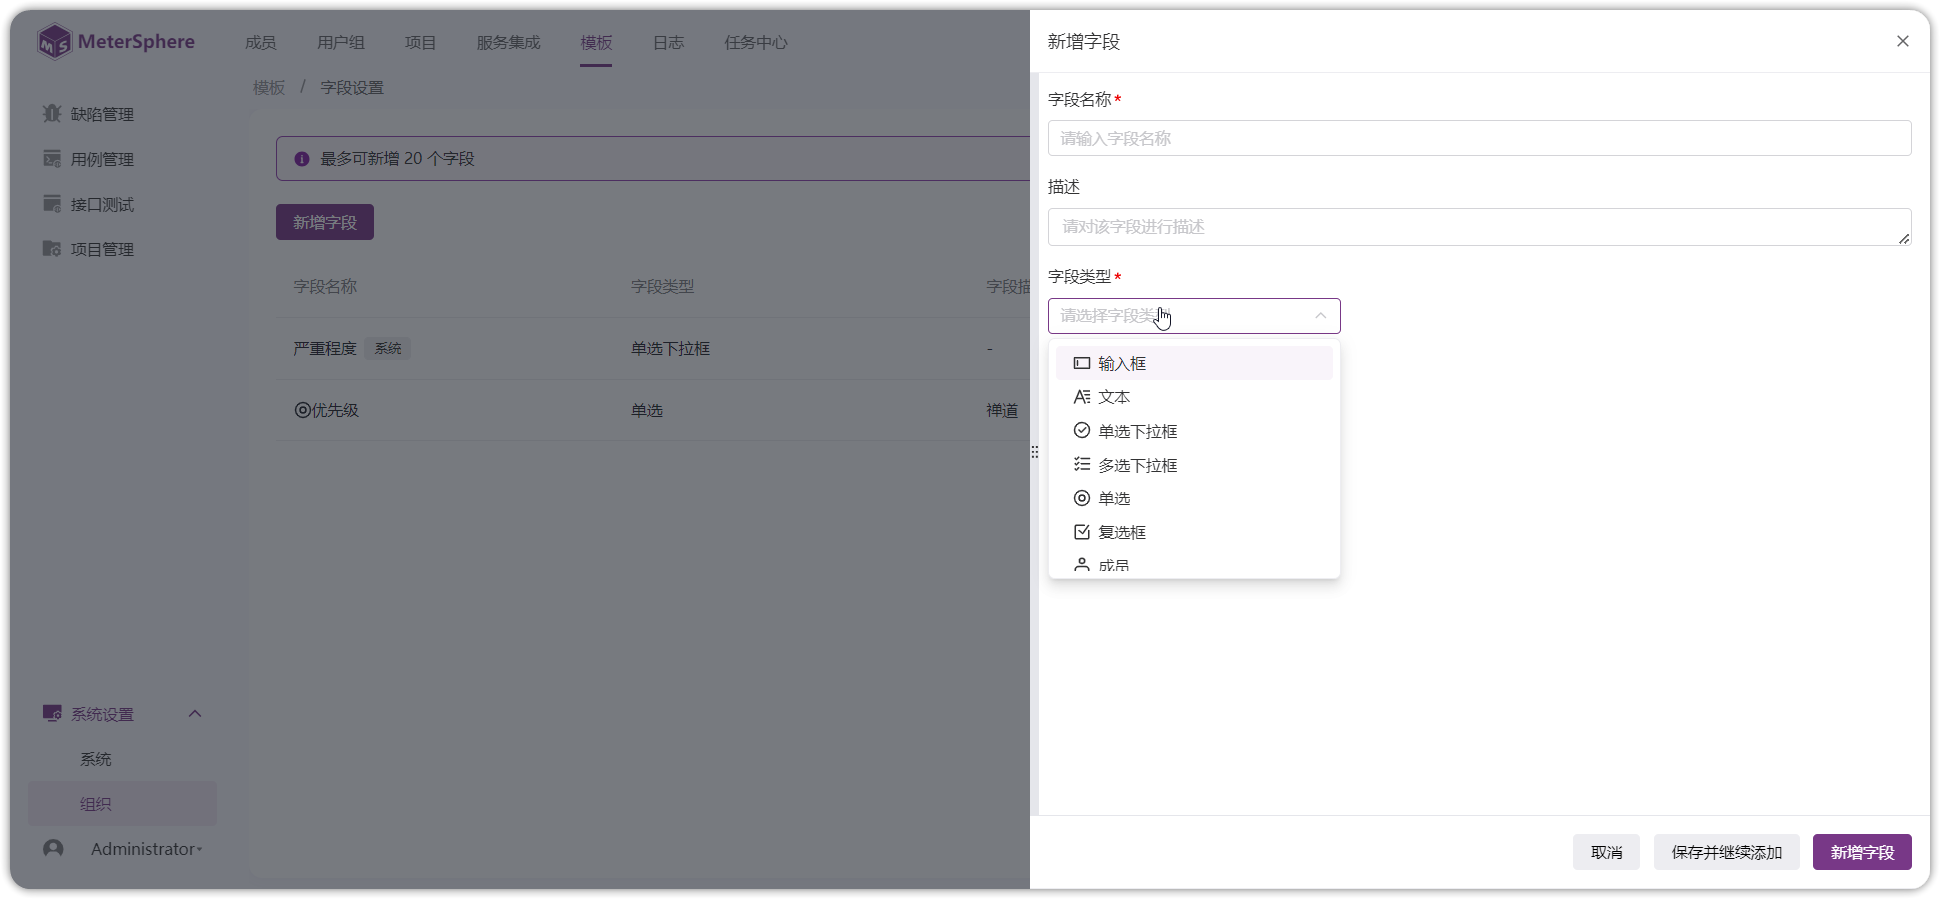 MeterSphere
成员 用户组 项目 服务集成 模板 日志 任务中心
缺陷管理
用例管理
接口测试
项目管理
系统设置
系统
组织
Administrator
模板 / 字段设置
最多可新增 20 个字段
新增字段
字段名称 字段类型 字段描
严重程度 系统 单选下拉框 -
优先级 单选 禅道
新增字段
字段名称*
请输入字段名称
描述
请对该字段进行描述
字段类型*
请选择字段类
输入框
文本
单选下拉框
多选下拉框
单选
复选框
成员
取消 保存并继续添加 新增字段